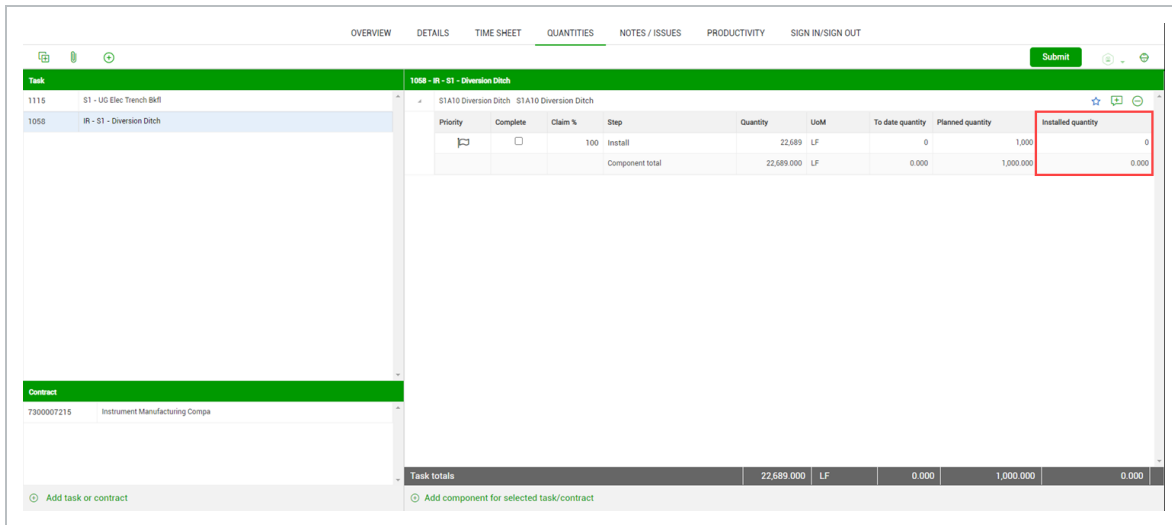 OVERVIEW DETAILS TIME SHEET QUANTITIES NOTES / ISSUES PRODUCTIVITY SIGN IN/SIGN OUT
Submit
Task
1115 S1 - UG Elec Trench Bkfl
1058 IR - S1 - Diversion Ditch
Contract
7300007215 Instrument Manufacturing Compa
Add task or contract
1058 - IR - S1 - Diversion Ditch
S1A10 Diversion Ditch S1A10 Diversion Ditch
Priority Complete Claim % Step Quantity UoM To date quantity Planned quantity Installed quantity
100 Install 22,689 LF 0 1,000 0
Component total 22,689.000 LF 0.000 1,000.000 0.000
Task totals 22,689.000 LF 0.000 1,000.000 0.000
Add component for selected task/contract